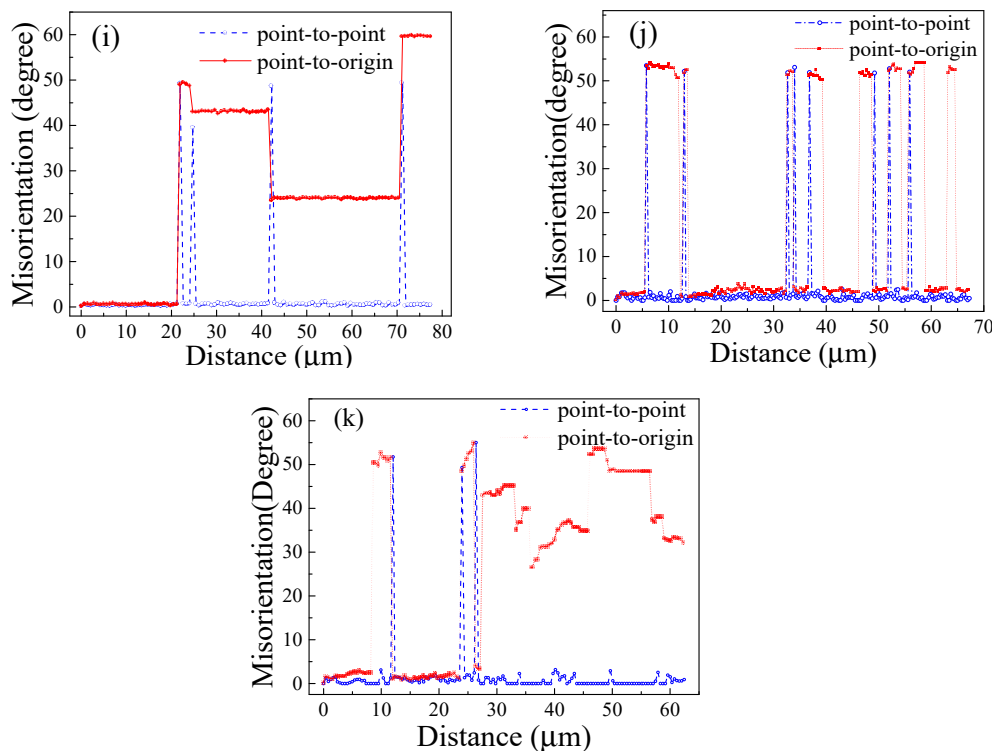 (i)
point-to-point
point-to-origin
Misorientation (degree)
60
50
40
30
20
10
0
0 10 20 30 40 50 60 70 80
Distance (μm)
(j)
point-to-point
point-to-origin
Misorientation(degree)
60
50
40
30
20
10
0
0 10 20 30 40 50 60 70
Distance (μm)
(k)
point-to-point
point-to-origin
Misorientation(Degree)
60
50
40
30
20
10
0
0 10 20 30 40 50 60
Distance (μm)